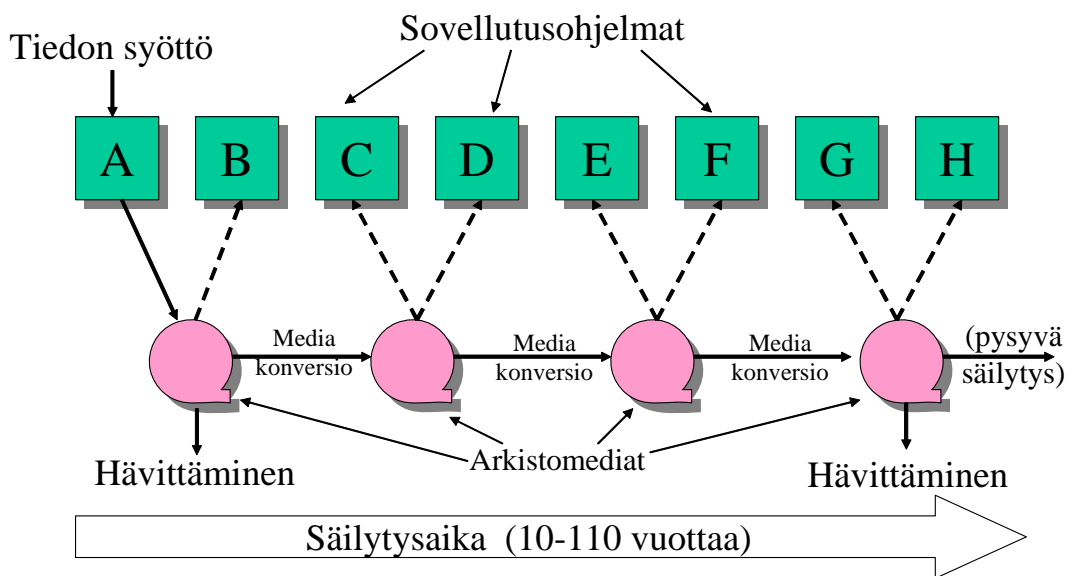 Sovellutusohjelmat
Tiedon syöttö
A B C D E F G H
Media
konversio
Media
konversio
Media
konversio
(pysyvä
säilytys)
Hävittäminen
Arkistomediat
Hävittäminen
Säilytysaika (10-110 vuottaa)